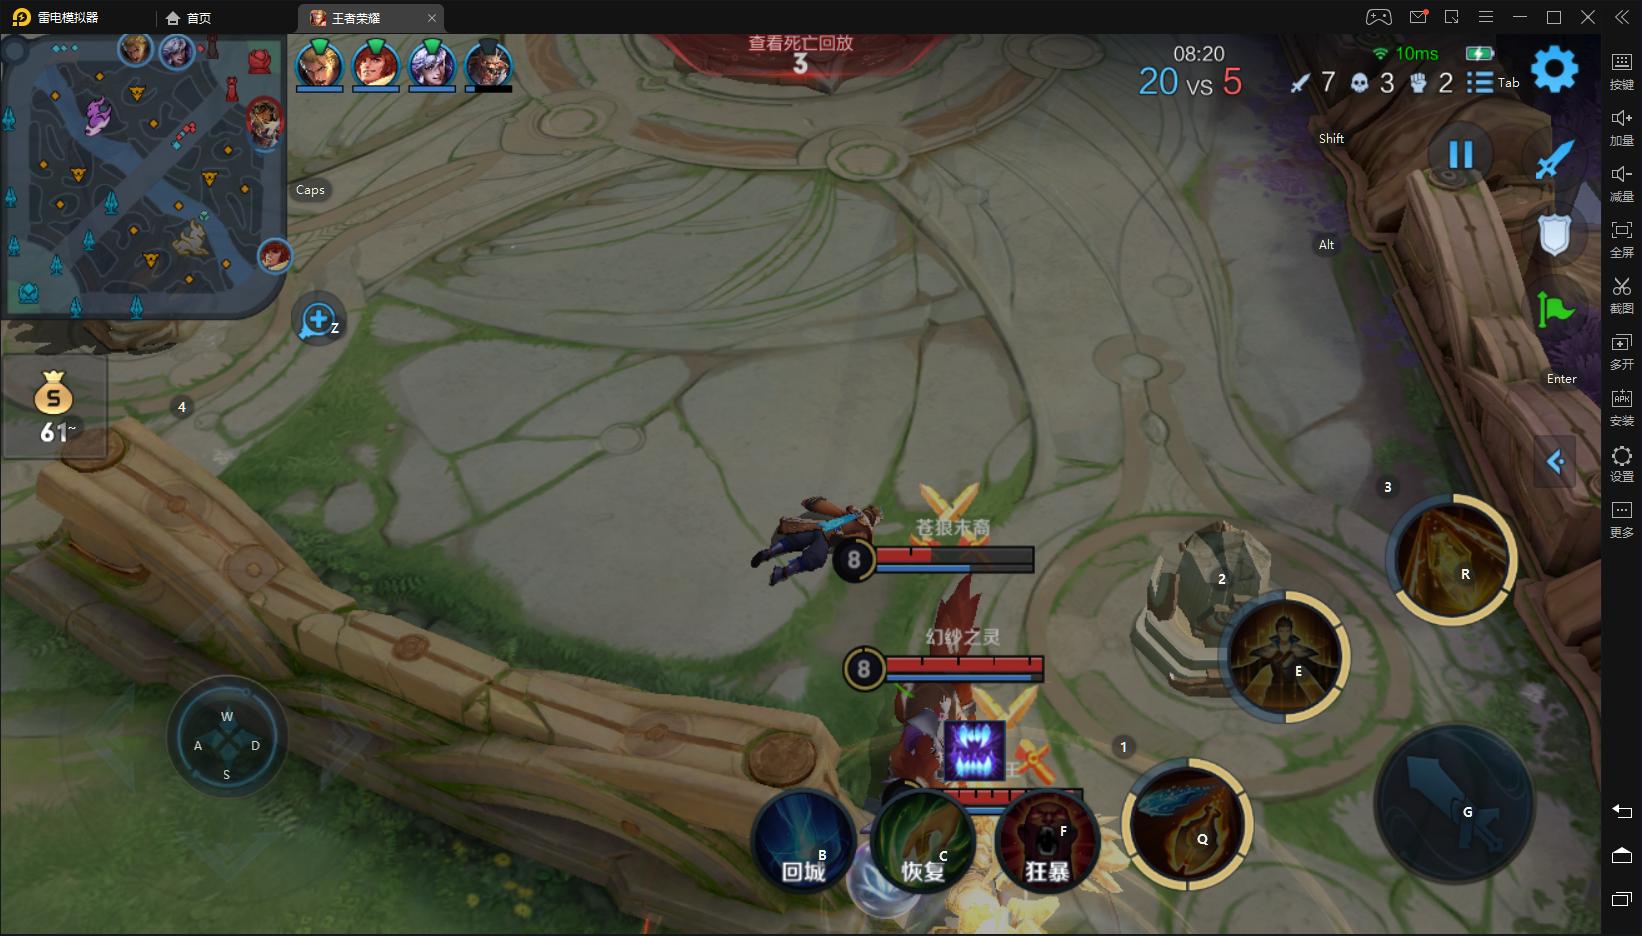 雷电模拟器
首页
王者荣耀
查看死亡回放
3
08:20
20 VS 5
10ms
7
3
2
Tab
Shift
Caps
Alt
Z
Enter
61~
4
3
苍狼末裔
8
2
R
幻纱之灵
8
E
W
A
D
S
1
王
B
回城
C
恢复
F
狂暴
Q
G
按键
加量
减量
全屏
截图
多开
APK
安装
设置
更多